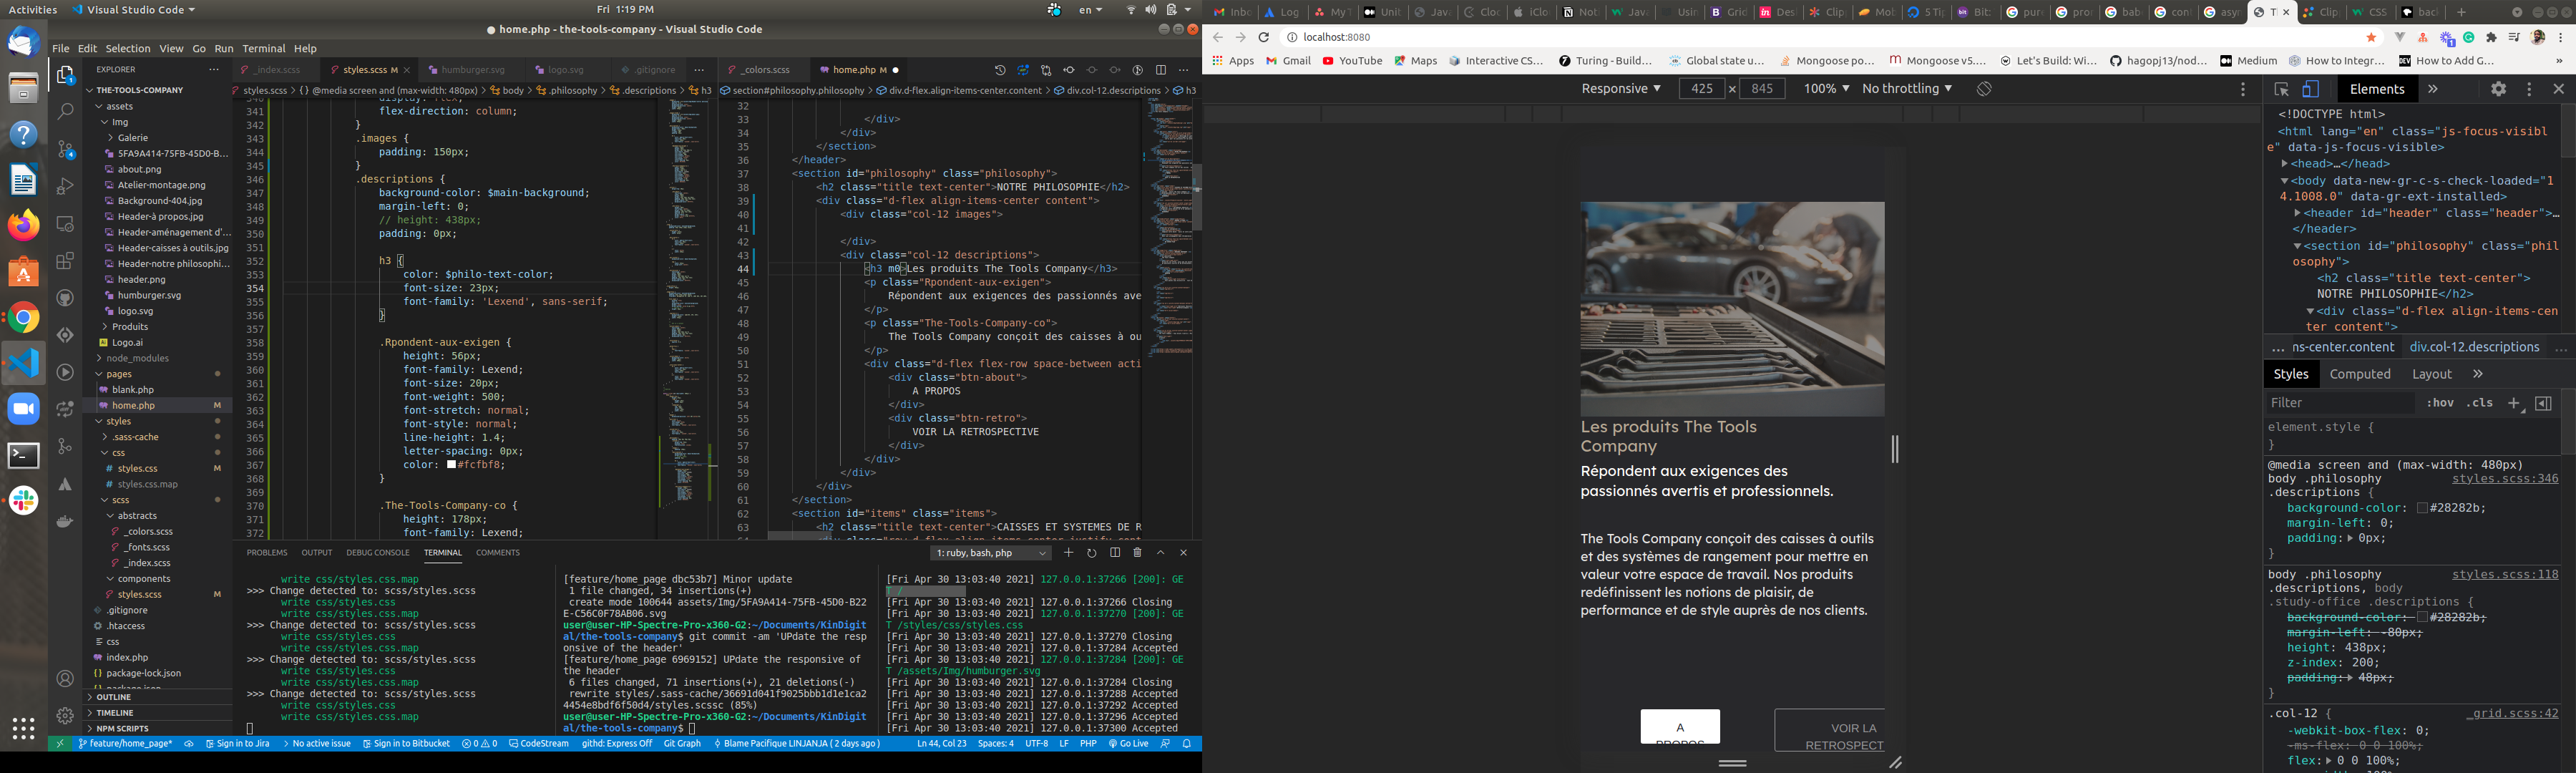 Activities
Visual Studio Code
Fri 1:19 PM
en
home.php - the-tools-company - Visual Studio Code
File Edit Selection View Go Run Terminal Help
EXPLORER
THE-TOOLS-COMPANY
assets
Img
Galerie
5FA9A414-75FB-45D0-B...
about.png
Atelier-montage.png
Background-404.jpg
Header-à propos.jpg
Header-aménagement d'...
Header-caisses à outils.jpg
Header-notre philosophi...
header.png
humburger.svg
logo.svg
Produits
Logo.ai
node_modules
pages
blank.php
home.php M
styles
.sass-cache
css
styles.css M
styles.css.map
scss
abstracts
_colors.scss
_fonts.scss
_index.scss
components
styles.scss M
.gitignore
.htaccess
css
index.php
package-lock.json
OUTLINE
TIMELINE
NPM SCRIPTS
_index.scss
styles.scss M
humburger.svg
logo.svg
.gitignore
styles.scss > {} @media screen and (max-width: 480px) > body > .philosophy > .descriptions > h3
341 flex-direction: column;
342 }
343 .images {
344 padding: 150px;
345 }
346 .descriptions {
347 background-color: $main-background;
348 margin-left: 0;
349 // height: 438px;
350 padding: 0px;
351
352 h3 {
353 color: $philo-text-color;
354 font-size: 23px;
355 font-family: 'Lexend', sans-serif;
356 }
357
358 .Rpondent-aux-exigen {
359 height: 56px;
360 font-family: Lexend;
361 font-size: 20px;
362 font-weight: 500;
363 font-stretch: normal;
364 font-style: normal;
365 line-height: 1.4;
366 letter-spacing: 0px;
367 color: #fcfbf8;
368 }
369
370 .The-Tools-Company-co {
371 height: 178px;
372 font-family: Lexend;
_colors.scss
home.php M
section#philosophy.philosophy > div.d-flex.align-items-center.content > div.col-12.descriptions > h3
32
33 </div>
34 </div>
35 </section>
36 </header>
37 <section id="philosophy" class="philosophy">
38 <h2 class="title text-center">NOTRE PHILOSOPHIE</h2>
39 <div class="d-flex align-items-center content">
40 <div class="col-12 images">
41
42 </div>
43 <div class="col-12 descriptions">
44 <h3 m0>Les produits The Tools Company</h3>
45 <p class="Rpondent-aux-exigen">
46 Répondent aux exigences des passionnés ave
47 </p>
48 <p class="The-Tools-Company-co">
49 The Tools Company conçoit des caisses à ou
50 </p>
51 <div class="d-flex flex-row space-between acti
52 <div class="btn-about">
53 A PROPOS
54 </div>
55 <div class="btn-retro">
56 VOIR LA RETROSPECTIVE
57 </div>
58 </div>
59 </div>
60 </div>
61 </section>
62 <section id="items" class="items">
63 <h2 class="title text-center">CAISSES ET SYSTEMES DE R
PROBLEMS OUTPUT DEBUG CONSOLE TERMINAL COMMENTS
1: ruby, bash, php
write css/styles.css.map
>>> Change detected to: scss/styles.scss
write css/styles.css
write css/styles.css.map
>>> Change detected to: scss/styles.scss
write css/styles.css
write css/styles.css.map
>>> Change detected to: scss/styles.scss
write css/styles.css
write css/styles.css.map
>>> Change detected to: scss/styles.scss
write css/styles.css
write css/styles.css.map
[feature/home_page dbc53b7] Minor update
1 file changed, 34 insertions(+)
create mode 100644 assets/Img/5FA9A414-75FB-45D0-B22
E-C56C0F78AB06.svg
user@user-HP-Spectre-Pro-x360-G2:~/Documents/KinDigit
al/the-tools-company$ git commit -am 'UPdate the resp
onsive of the header'
[feature/home_page 6969152] UPdate the responsive of
the header
6 files changed, 71 insertions(+), 21 deletions(-)
rewrite styles/.sass-cache/36691d041f9025bbb1d1e1ca2
4454e8bdf6f50d4/styles.scssc (85%)
user@user-HP-Spectre-Pro-x360-G2:~/Documents/KinDigit
al/the-tools-company$
[Fri Apr 30 13:03:40 2021] 127.0.0.1:37266 [200]: GE
T /
[Fri Apr 30 13:03:40 2021] 127.0.0.1:37266 Closing
[Fri Apr 30 13:03:40 2021] 127.0.0.1:37270 [200]: GE
T /styles/css/styles.css
[Fri Apr 30 13:03:40 2021] 127.0.0.1:37270 Closing
[Fri Apr 30 13:03:40 2021] 127.0.0.1:37284 Accepted
[Fri Apr 30 13:03:40 2021] 127.0.0.1:37284 [200]: GE
T /assets/Img/humburger.svg
[Fri Apr 30 13:03:40 2021] 127.0.0.1:37284 Closing
[Fri Apr 30 13:03:40 2021] 127.0.0.1:37288 Accepted
[Fri Apr 30 13:03:40 2021] 127.0.0.1:37292 Accepted
[Fri Apr 30 13:03:40 2021] 127.0.0.1:37296 Accepted
[Fri Apr 30 13:03:40 2021] 127.0.0.1:37300 Accepted
feature/home_page* Sign in to Jira No active issue Sign in to Bitbucket 0 0 CodeStream githd: Express Off Git Graph Blame Pacifique LINJANJA ( 2 days ago ) Ln 44, Col 23 Spaces: 4 UTF-8 LF PHP Go Live
localhost:8080
Apps Gmail YouTube Maps Interactive CS... Turing - Build... Global state u... Mongoose po... Mongoose v5.... Let's Build: Wi... hagopj13/nod... Medium How to Integr... How to Add G...
Responsive 425 × 845 100% No throttling
Les produits The Tools
Company
Répondent aux exigences des
passionnés avertis et professionnels.
The Tools Company conçoit des caisses à outils
et des systèmes de rangement pour mettre en
valeur votre espace de travail. Nos produits
redéfinissent les notions de plaisir, de
performance et de style auprès de nos clients.
A
PROPOS
VOIR LA
RETROSPECT
Elements
<!DOCTYPE html>
<html lang="en" class="js-focus-visibl
e" data-js-focus-visible>
<head>…</head>
<body data-new-gr-c-s-check-loaded="1
4.1008.0" data-gr-ext-installed>
<header id="header" class="header">…
</header>
<section id="philosophy" class="phil
osophy">
<h2 class="title text-center">
NOTRE PHILOSOPHIE</h2>
<div class="d-flex align-items-cen
ter content">
... ns-center.content div.col-12.descriptions ...
Styles Computed Layout
Filter :hov .cls
element.style {
}
@media screen and (max-width: 480px)
body .philosophy styles.scss:346
.descriptions {
background-color: #28282b;
margin-left: 0;
padding: 0px;
}
body .philosophy styles.scss:118
.descriptions, body
.study-office .descriptions {
background-color: #28282b;
margin-left: -80px;
height: 438px;
z-index: 200;
padding: 48px;
}
.col-12 { _grid.scss:42
-webkit-box-flex: 0;
-ms-flex: 0 0 100%;
flex: 0 0 100%;